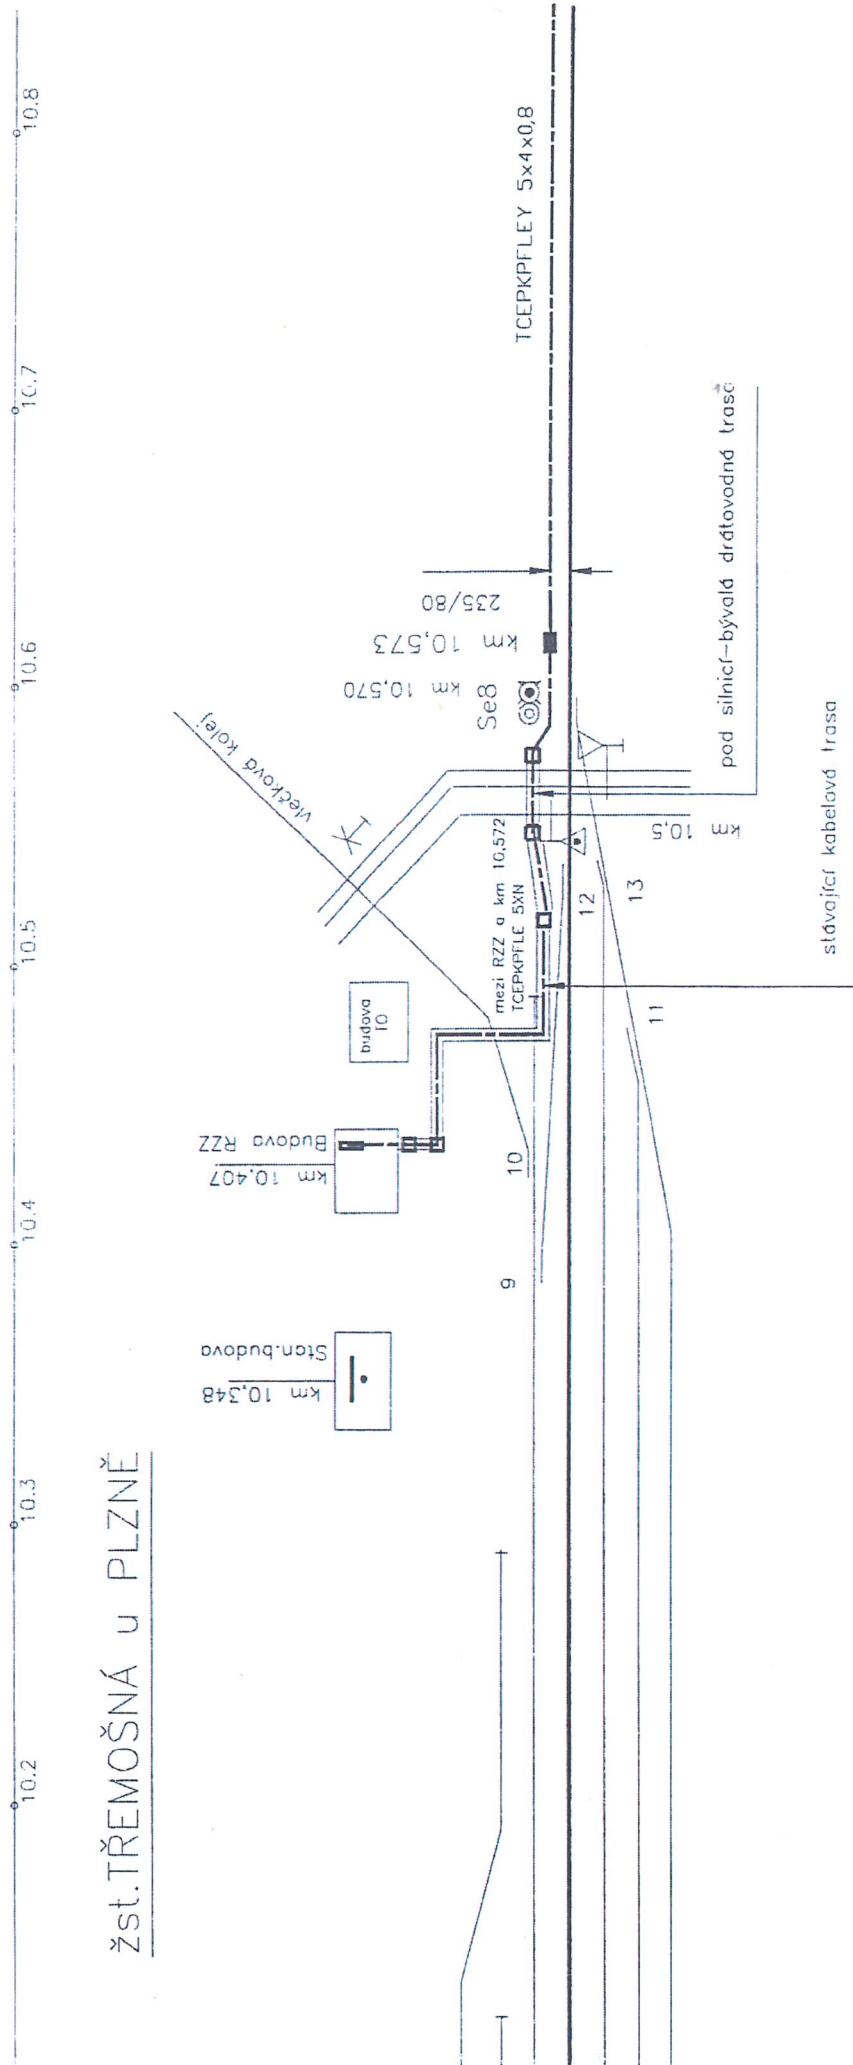 10.2
10.3
10.4
10.5
10.6
10.7
10.8
žst.TŘEMOŠNÁ u PLZNĚ
km 10,348
Stan.budova
km 10,407
Budova RZZ
budova
TO
vlečková kolej
mezi RZZ a km 10,572
TCEPKPFLE 5XN
Se8
km 10,570
km 10,573
235/80
TCEPKPFLEY 5x4x0,8
9
10
11
12
13
km 10,5
pod silnicí-bývalá drátovodná trasa
stávající kabelová trasa